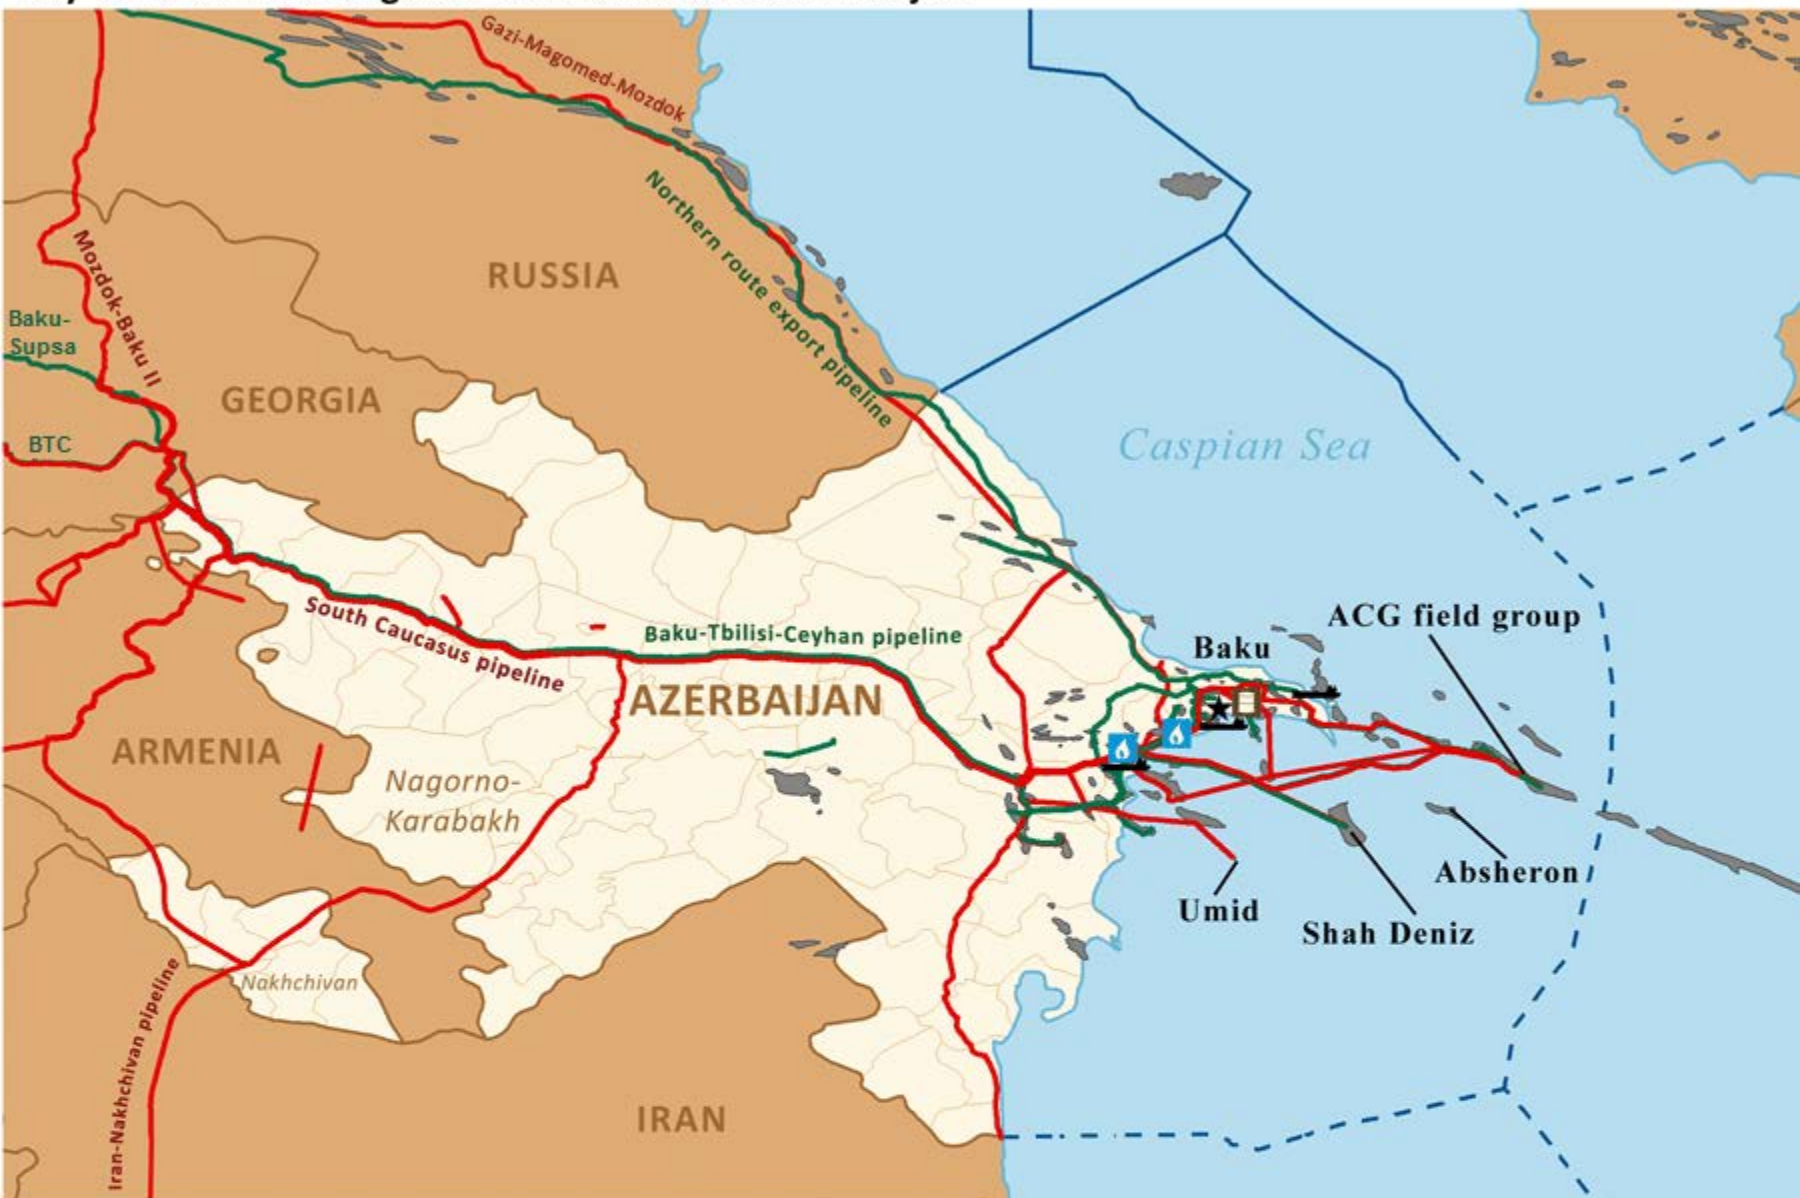 Gazi-Magomed-Mozdok
Northern route export pipeline
RUSSIA
Mozdok-Baku II
Baku-
Supsa
GEORGIA
BTC
Caspian Sea
South Caucasus pipeline
Baku-Tbilisi-Ceyhan pipeline
ACG field group
Baku
AZERBAIJAN
ARMENIA
Nagorno-
Karabakh
Absheron
Umid
Shah Deniz
Nakhchivan
Iran-Nakhchivan pipeline
IRAN